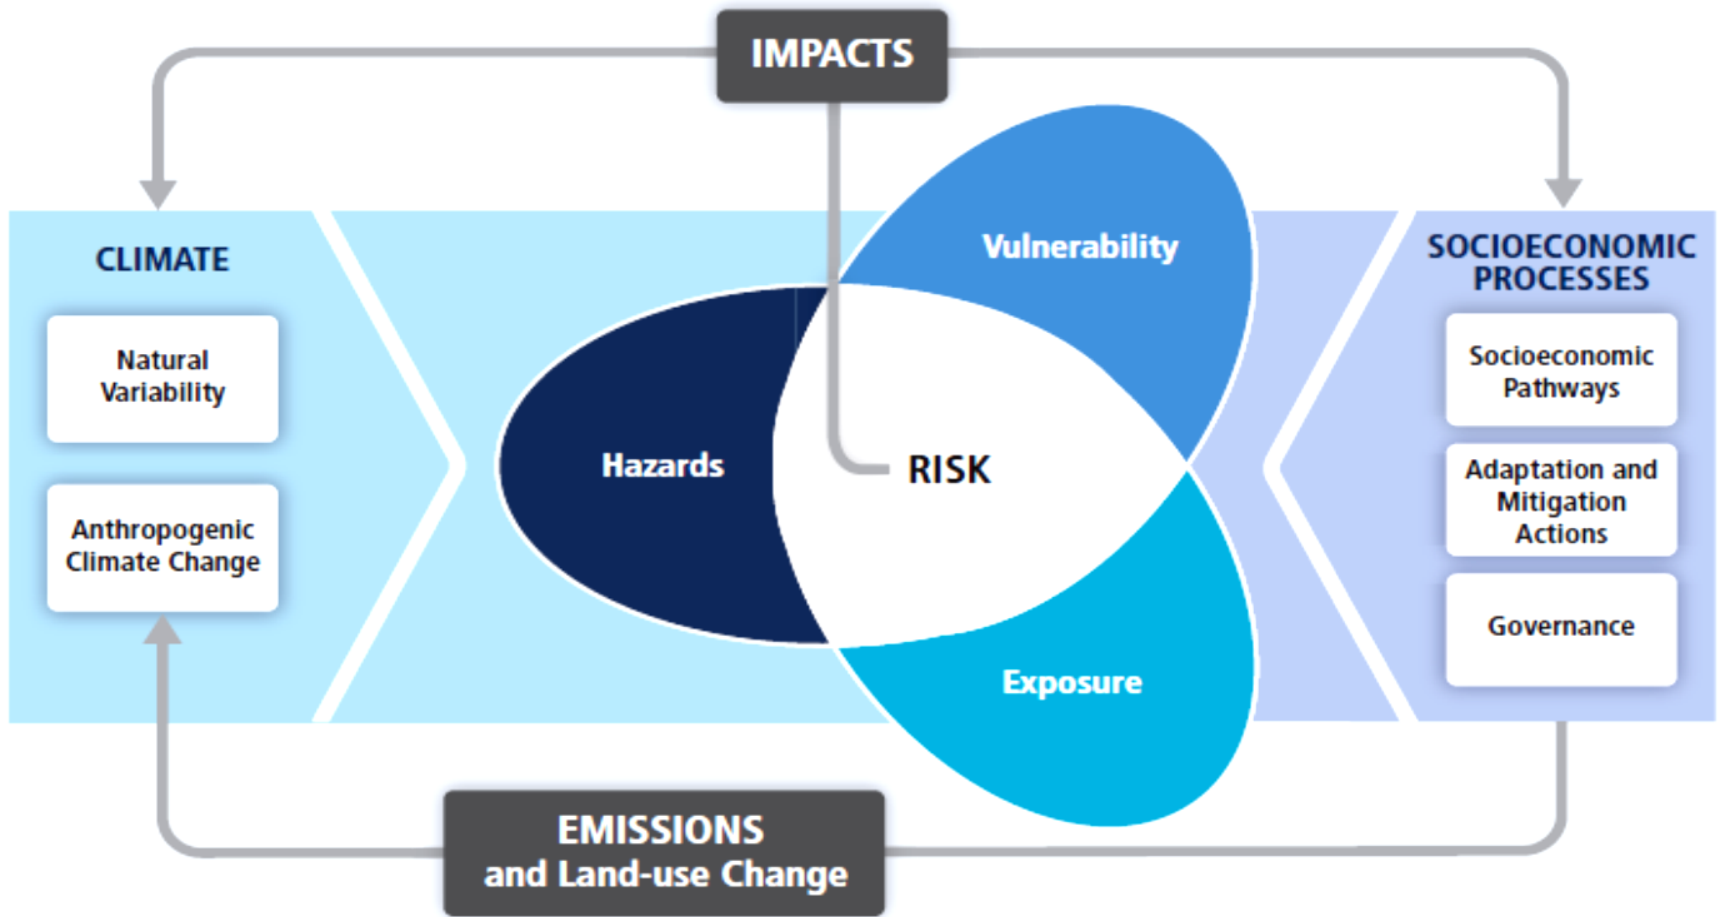 IMPACTS
CLIMATE
Natural
Variability
Anthropogenic
Climate Change
Vulnerability
Hazards
RISK
Exposure
SOCIOECONOMIC
PROCESSES
Socioeconomic
Pathways
Adaptation and
Mitigation
Actions
Governance
EMISSIONS
and Land-use Change